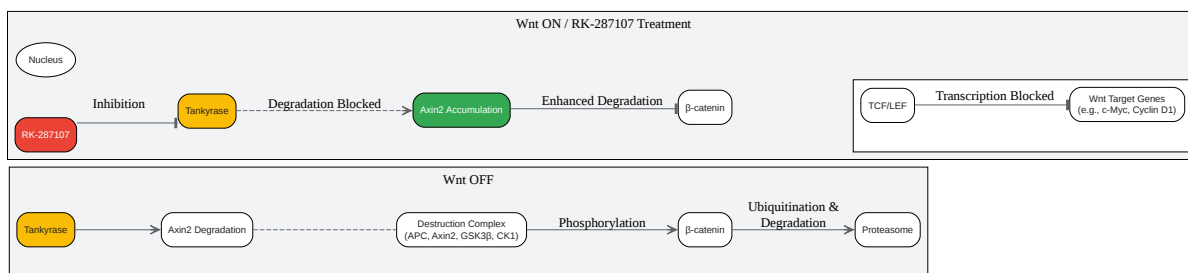 Wnt ON / RK-287107 Treatment
Nucleus
Inhibition
Tankyrase
Degradation Blocked
Axin2 Accumulation
Enhanced Degradation
β-catenin
TCF/LEF
Transcription Blocked
Wnt Target Genes
(e.g., c-Myc, Cyclin D1)
RK-287107
Wnt OFF
Tankyrase
Axin2 Degradation
Destruction Complex
(APC, Axin2, GSK3β, CK1)
Phosphorylation
β-catenin
Ubiquitination &
Degradation
Proteasome